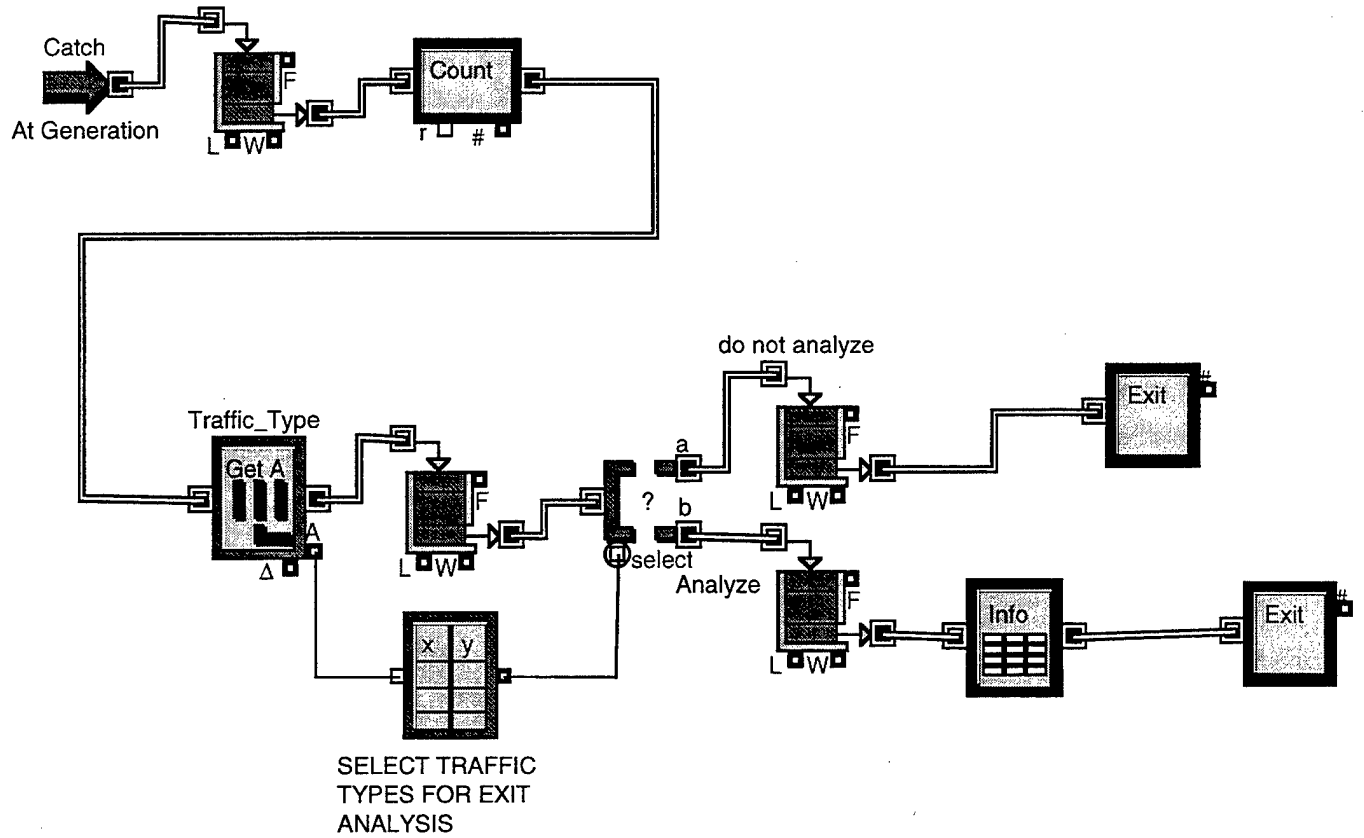 Catch
At Generation
F
L W
Count
r #
Traffic_Type
Get A
A
Δ
F
L W
?
a
b
select
do not analyze
Analyze
F
L W
Exit
#
F
L W
Info
Exit
#
x y
SELECT TRAFFIC
TYPES FOR EXIT
ANALYSIS